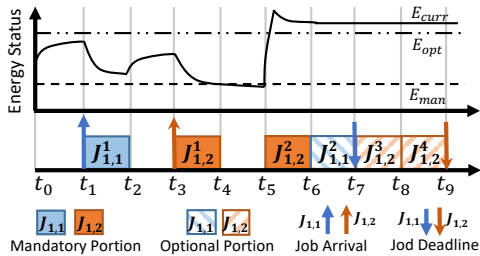 Energy Status
E_curr
E_opt
E_man
J^1_{1,1} J^1_{1,2} J^2_{1,2} J^2_{1,1} J^3_{1,2} J^4_{1,2}
t_0 t_1 t_2 t_3 t_4 t_5 t_6 t_7 t_8 t_9
J_{1,1} J_{1,2} J_{1,1} J_{1,2} J_{1,1} J_{1,2} J_{1,1} J_{1,2}
Mandatory Portion Optional Portion Job Arrival Jod Deadline